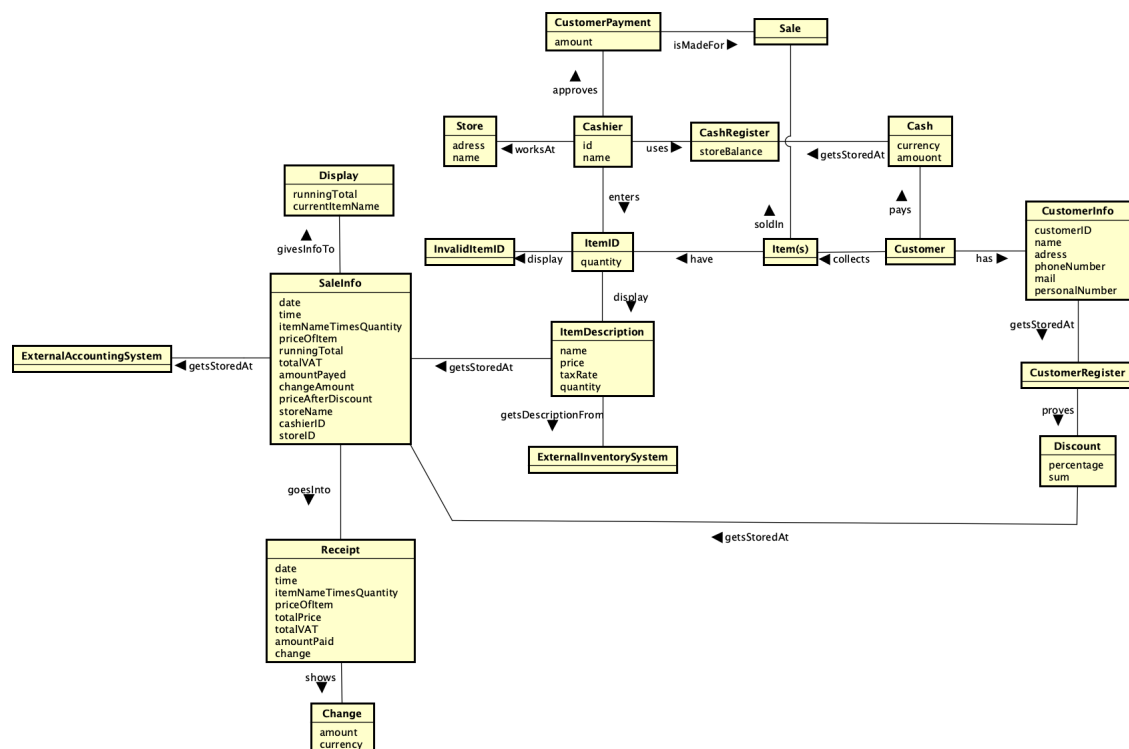 CustomerPayment
amount
isMadeFor
Sale
approves
Store
adress
name
worksAt
Cashier
id
name
uses
CashRegister
storeBalance
getsStoredAt
Cash
currency
amouont
Display
runningTotal
currentItemName
enters
pays
soldIn
givesInfoTo
CustomerInfo
customerID
name
adress
phoneNumber
mail
personalNumber
InvalidItemID
display
ItemID
quantity
have
Item(s)
collects
Customer
has
SaleInfo
date
time
itemNameTimesQuantity
priceOfItem
runningTotal
totalVAT
amountPayed
changeAmount
priceAfterDiscount
storeName
cashierID
storeID
display
ItemDescription
name
price
taxRate
quantity
getsStoredAt
getsStoredAt
ExternalAccountingSystem
getsStoredAt
CustomerRegister
getsDescriptionFrom
proves
ExternalInventorySystem
Discount
percentage
sum
goesInto
getsStoredAt
Receipt
date
time
itemNameTimesQuantity
priceOfItem
totalPrice
totalVAT
amountPaid
change
shows
Change
amount
currency